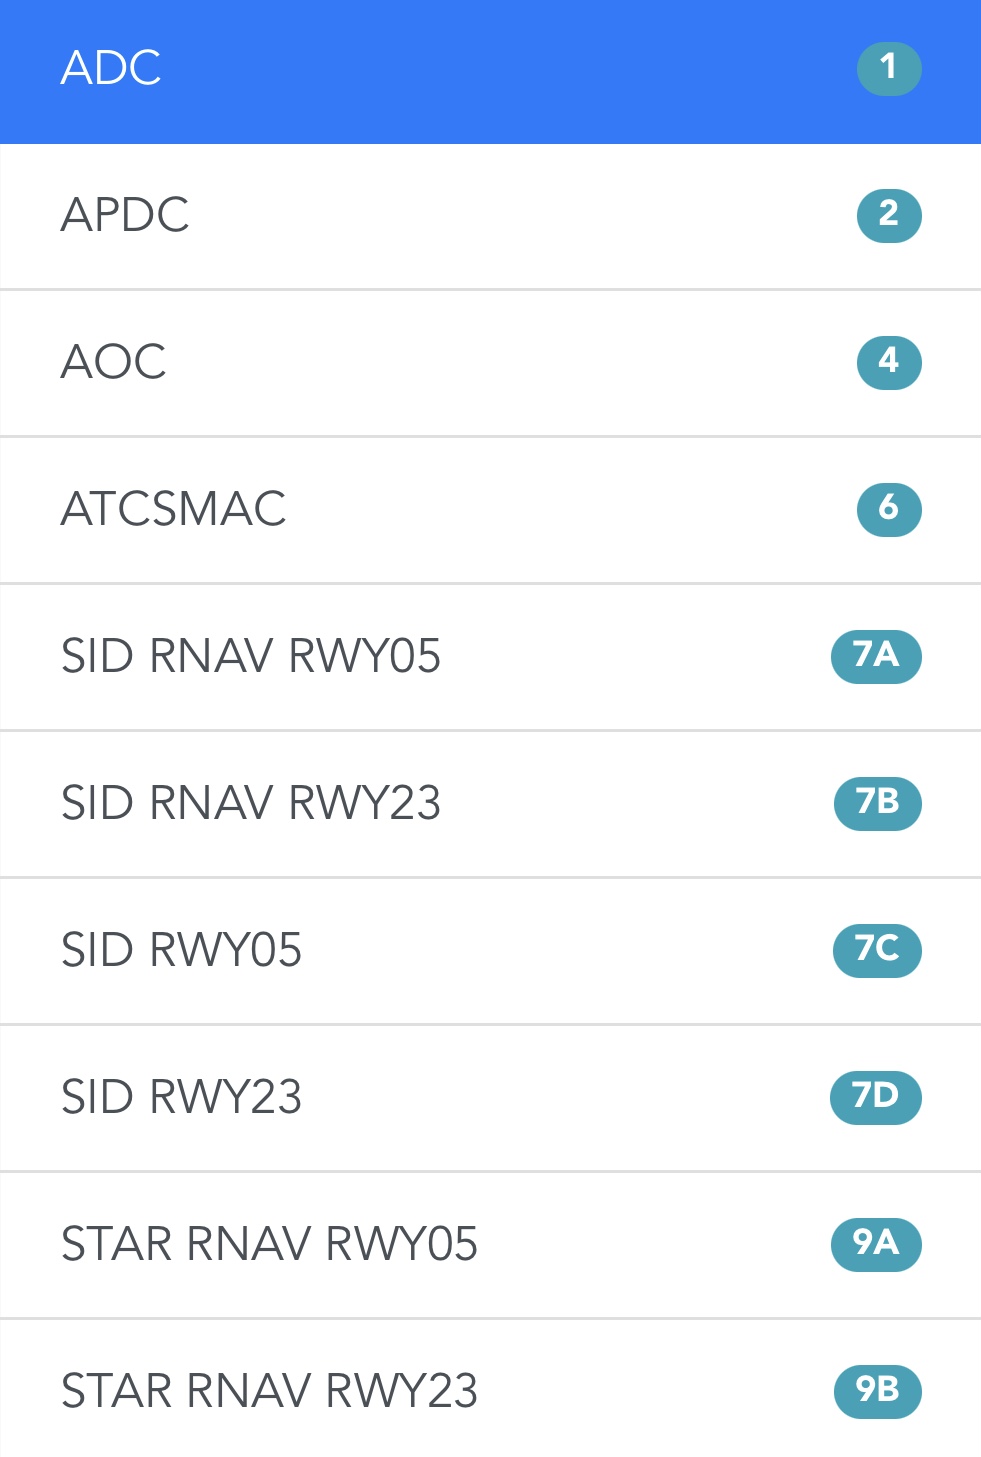 ADC 1
APDC 2
AOC 4
ATCSMAC 6
SID RNAV RWY05 7A
SID RNAV RWY23 7B
SID RWY05 7C
SID RWY23 7D
STAR RNAV RWY05 9A
STAR RNAV RWY23 9B